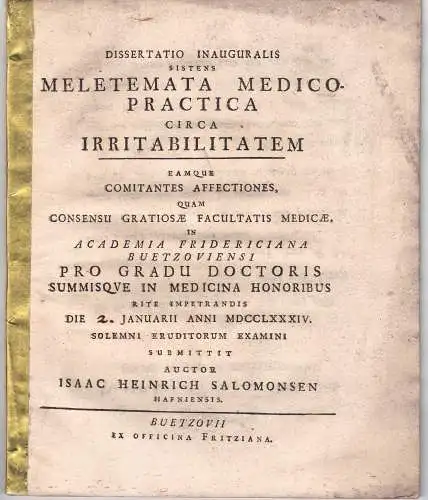 DISSERTATIO INAUGURALIS
SISTENS
MELETEMATA MEDICO-
PRACTICA
CIRCA
IRRITABILITATEM
EAMQUE
COMITANTES AFFECTIONES,
QUAM
CONSENSU GRATIOSÆ FACULTATIS MEDICÆ,
IN
ACADEMIA FRIDERICIANA
BUETZOVIENSI
PRO GRADU DOCTORIS
SUMMISQVE IN MEDICINA HONORIBUS
RITE IMPETRANDIS
DIE 2. JANUARII ANNI MDCCLXXXIV.
SOLEMNI ERUDITORUM EXAMINI
SUBMITTIT
AUCTOR
ISAAC HEINRICH SALOMONSEN
HAFNIENSIS.
BUETZOVII
EX OFFICINA FRITZIANA.